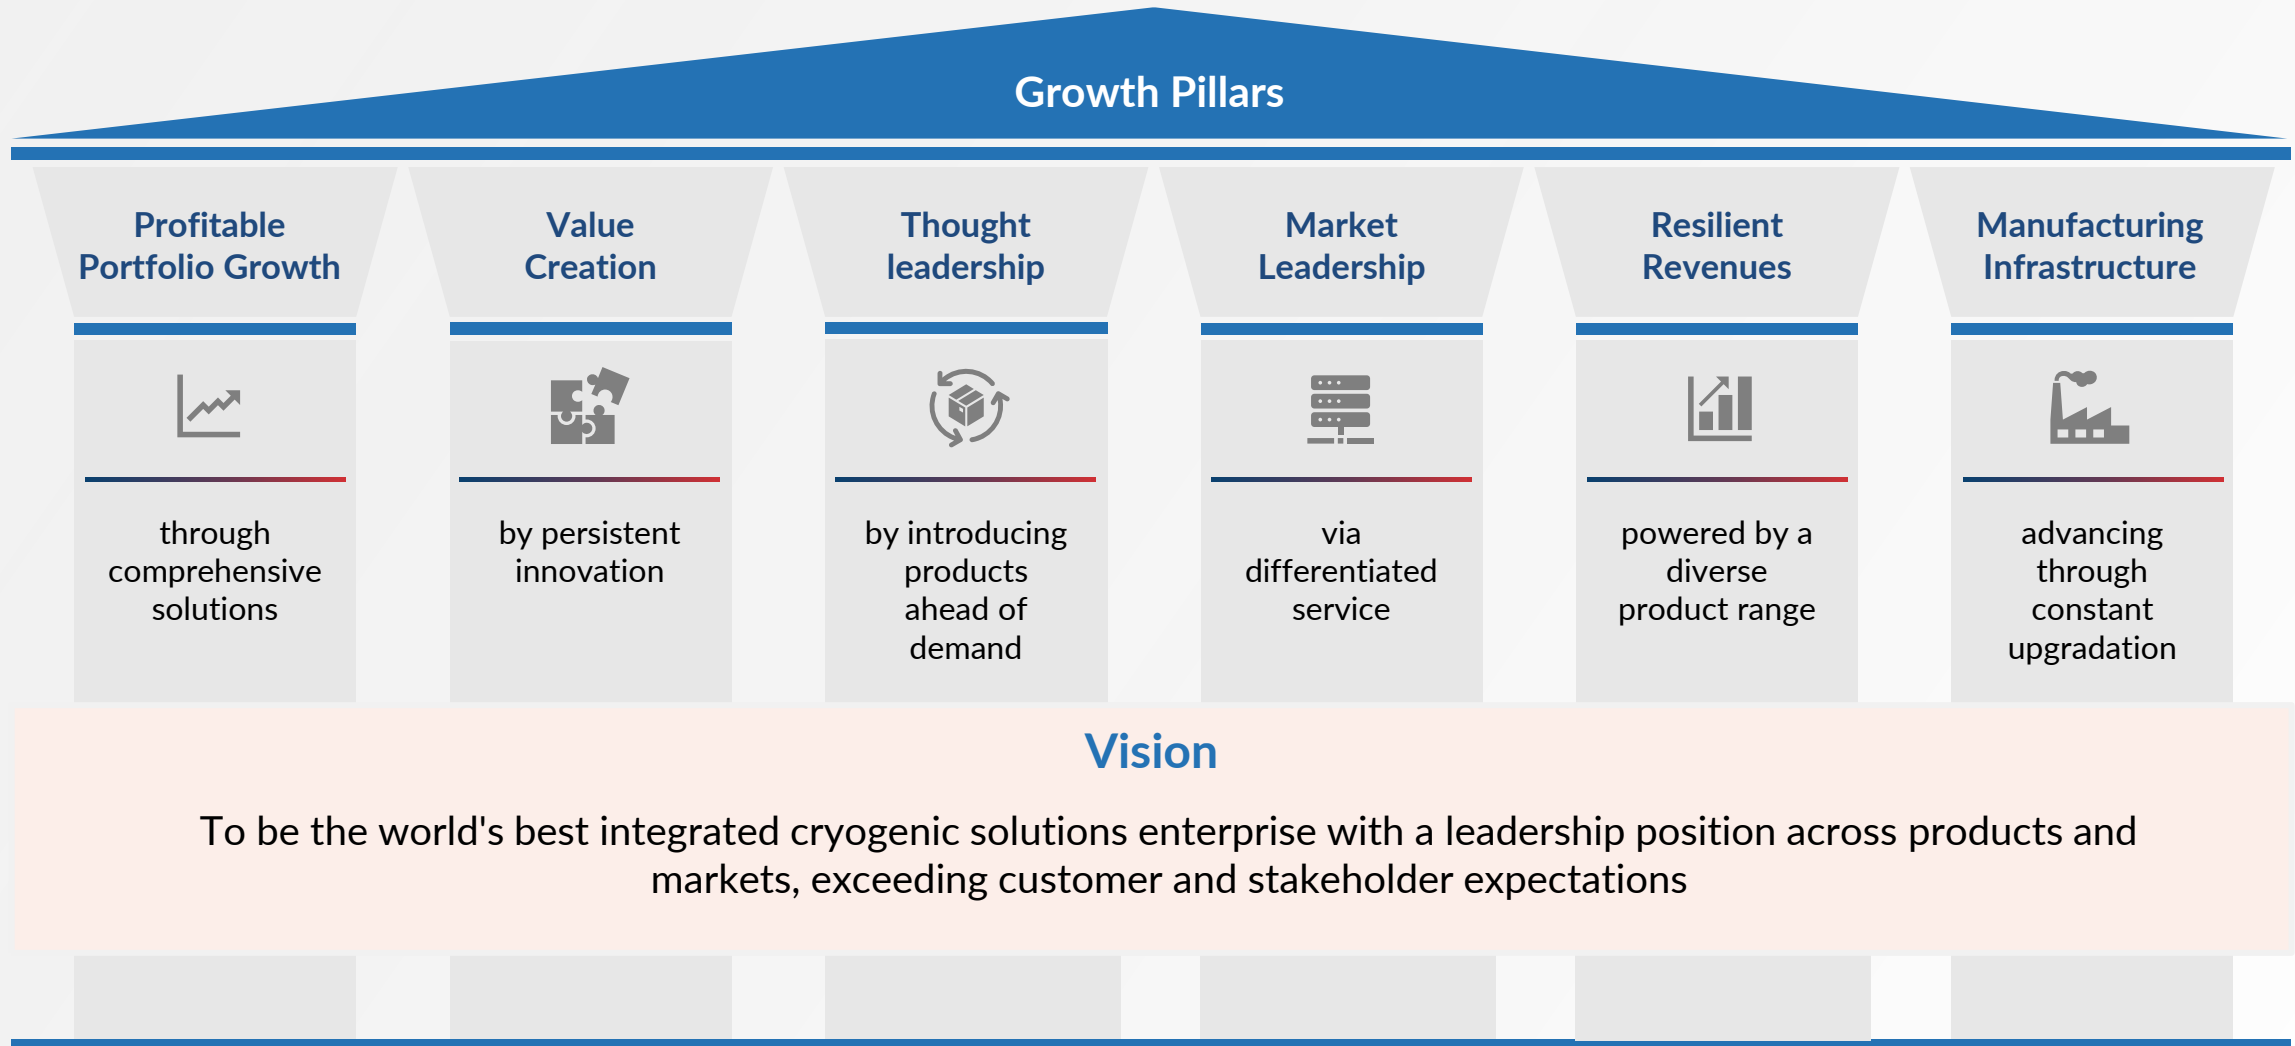 Growth Pillars
Profitable
Portfolio Growth
through
comprehensive
solutions
Value
Creation
by persistent
innovation
Thought
leadership
by introducing
products
ahead of
demand
Market
Leadership
via
differentiated
service
Resilient
Revenues
powered by a
diverse
product range
Manufacturing
Infrastructure
advancing
through
constant
upgradation
Vision
To be the world's best integrated cryogenic solutions enterprise with a leadership position across products and
markets, exceeding customer and stakeholder expectations